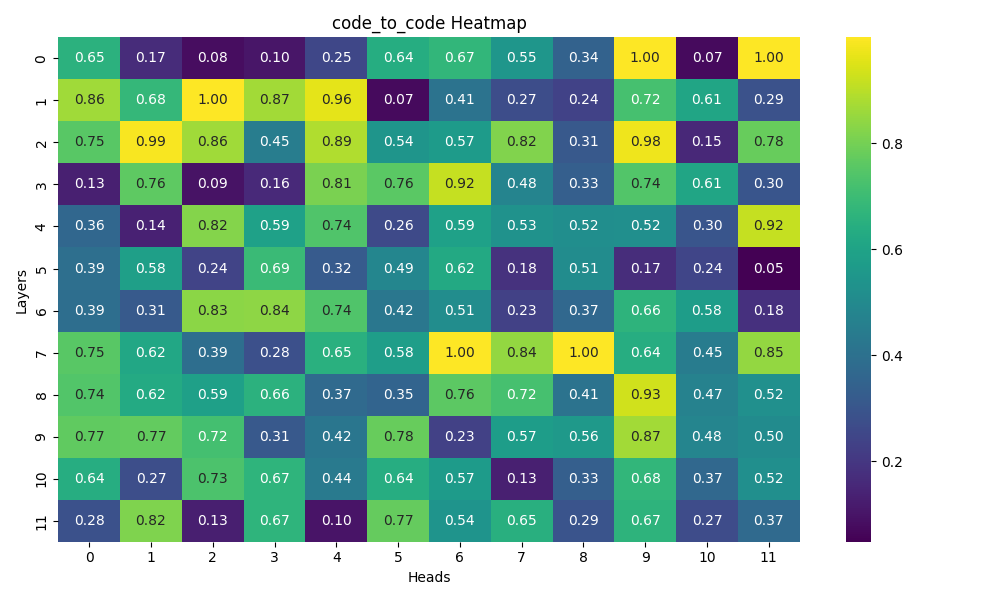 code_to_code Heatmap
0 0.65 0.17 0.08 0.10 0.25 0.64 0.67 0.55 0.34 1.00 0.07 1.00
1 0.86 0.68 1.00 0.87 0.96 0.07 0.41 0.27 0.24 0.72 0.61 0.29
2 0.75 0.99 0.86 0.45 0.89 0.54 0.57 0.82 0.31 0.98 0.15 0.78
3 0.13 0.76 0.09 0.16 0.81 0.76 0.92 0.48 0.33 0.74 0.61 0.30
4 0.36 0.14 0.82 0.59 0.74 0.26 0.59 0.53 0.52 0.52 0.30 0.92
5 0.39 0.58 0.24 0.69 0.32 0.49 0.62 0.18 0.51 0.17 0.24 0.05
6 0.39 0.31 0.83 0.84 0.74 0.42 0.51 0.23 0.37 0.66 0.58 0.18
7 0.75 0.62 0.39 0.28 0.65 0.58 1.00 0.84 1.00 0.64 0.45 0.85
8 0.74 0.62 0.59 0.66 0.37 0.35 0.76 0.72 0.41 0.93 0.47 0.52
9 0.77 0.77 0.72 0.31 0.42 0.78 0.23 0.57 0.56 0.87 0.48 0.50
10 0.64 0.27 0.73 0.67 0.44 0.64 0.57 0.13 0.33 0.68 0.37 0.52
11 0.28 0.82 0.13 0.67 0.10 0.77 0.54 0.65 0.29 0.67 0.27 0.37
0 1 2 3 4 5 6 7 8 9 10 11
Heads
Layers
0.8
0.6
0.4
0.2